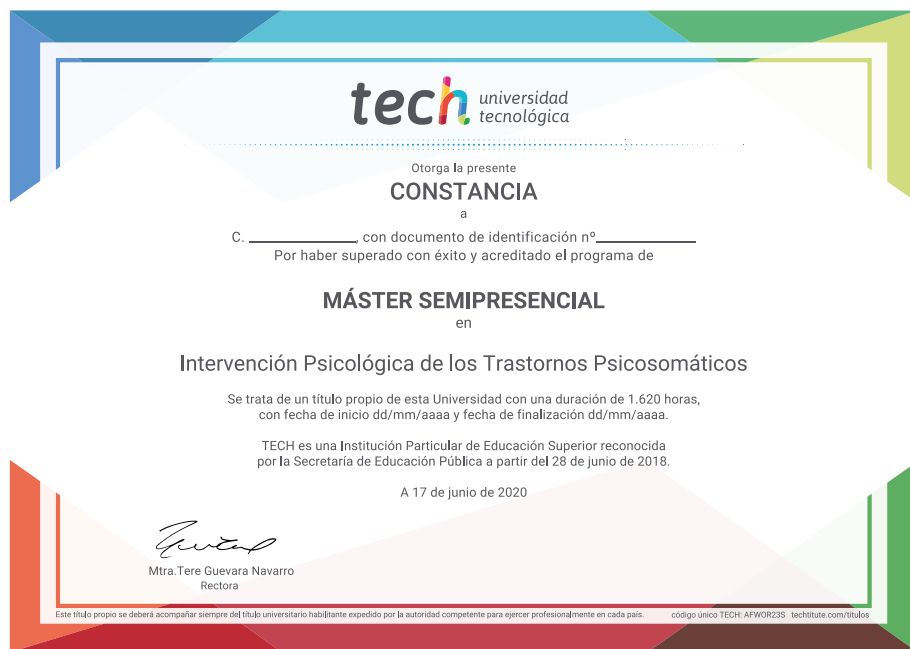 tech universidad
tecnológica
Otorga la presente
CONSTANCIA
a
C. ____________, con documento de identificación nº____________
Por haber superado con éxito y acreditado el programa de
MÁSTER SEMIPRESENCIAL
en
Intervención Psicológica de los Trastornos Psicosomáticos
Se trata de un título propio de esta Universidad con una duración de 1.620 horas,
con fecha de inicio dd/mm/aaaa y fecha de finalización dd/mm/aaaa.
TECH es una Institución Particular de Educación Superior reconocida
por la Secretaría de Educación Pública a partir del 28 de junio de 2018.
A 17 de junio de 2020
Mtra.Tere Guevara Navarro
Rectora
Este título propio se deberá acompañar siempre del título universitario habilitante expedido por la autoridad competente para ejercer profesionalmente en cada país. código único TECH: AFWOR23S techtitute.com/titulos